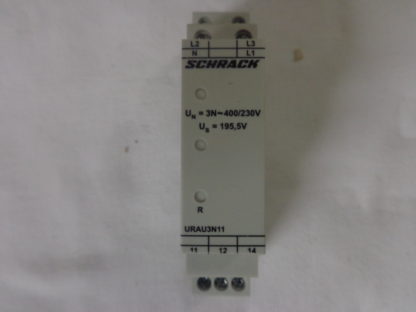 L2 L3
N L1
SCHRACK
UN = 3N~400/230V
US = 195,5V
R
URAU3N11
11 12 14